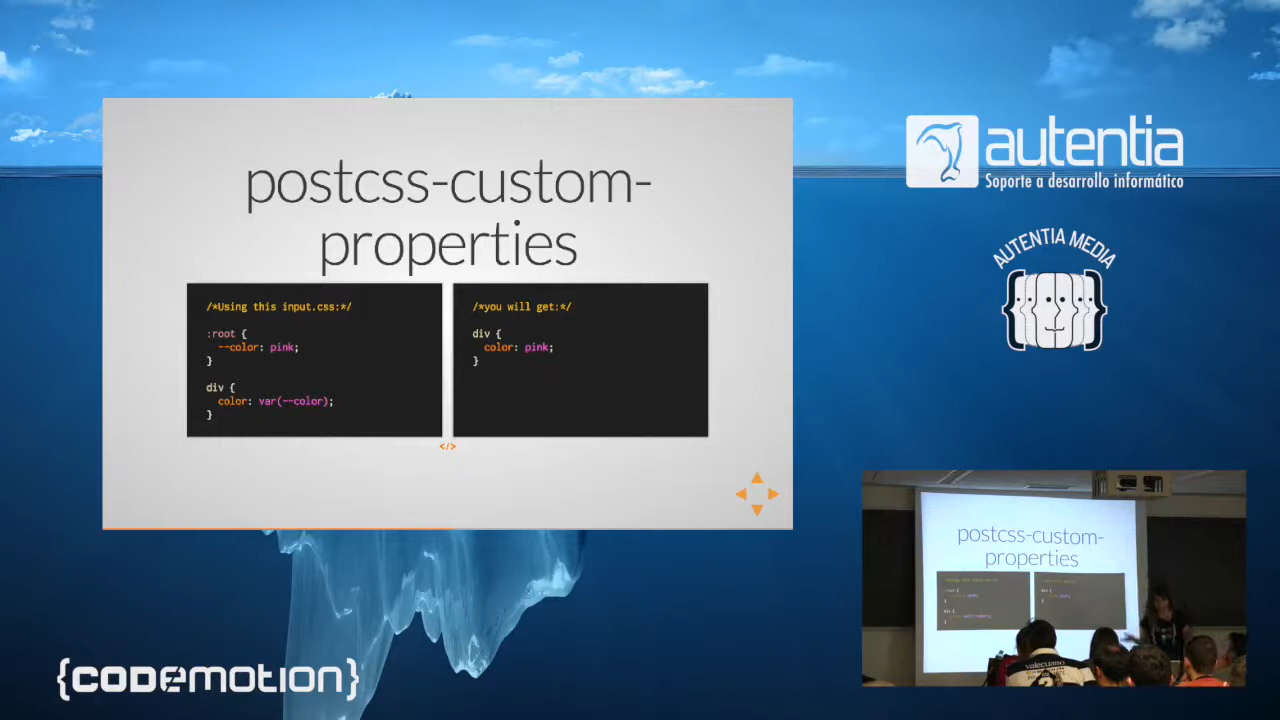 postcss-custom-
properties
/*Using this input.css:*/
:root {
--color: pink;
}
div {
color: var(--color);
}
/*you will get:*/
div {
color: pink;
}
</>
autentia
Soporte a desarrollo informático
AUTENTIA MEDIA
{CODEMOTION}
postcss-custom-
properties
valeciano